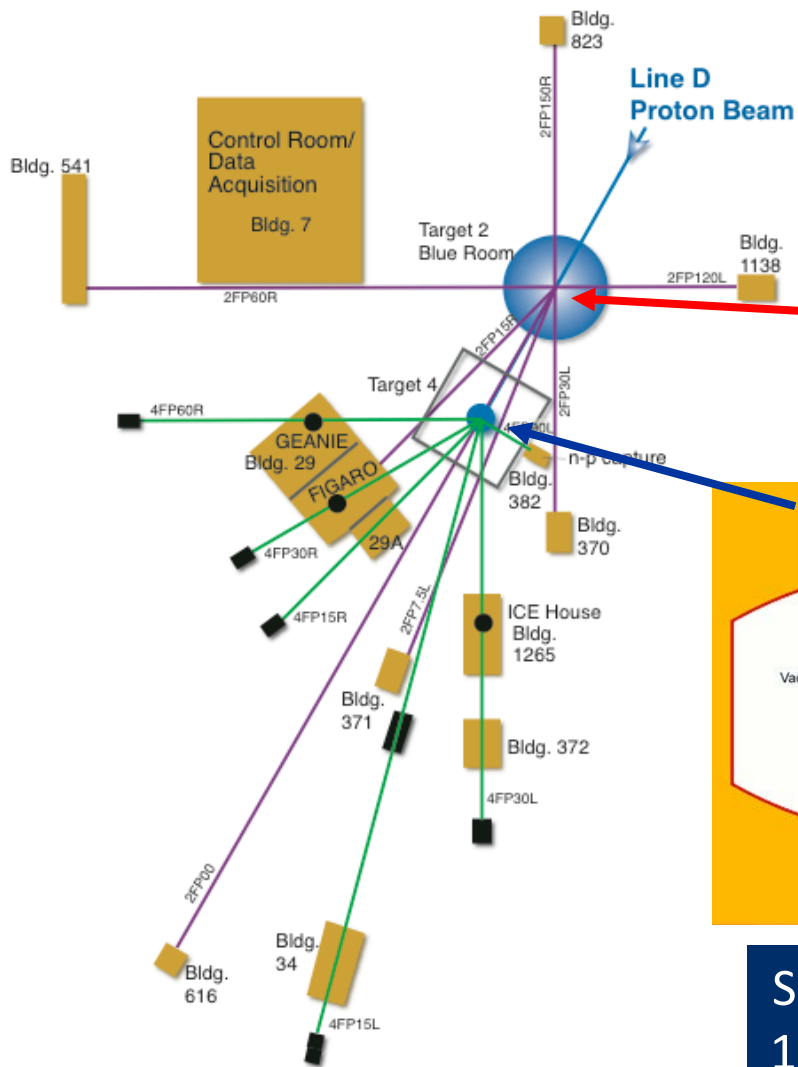 Bldg.
823
2FP150R
Line D
Proton Beam
Control Room/
Data
Acquisition
Bldg. 7
Bldg. 541
Target 2
Blue Room
Bldg.
1138
2FP60R
2FP120L
2FP15R
2FP30L
Target 4
4FP60R
GEANIE
Bldg. 29
FIGARO
29A
n-p capture
Bldg.
382
Bldg.
370
4FP30R
4FP15R
2FP7.5L
ICE House
Bldg.
1265
Bldg.
371
Bldg. 372
4FP30L
2FP00
Bldg.
34
Bldg.
616
4FP15L
S
1